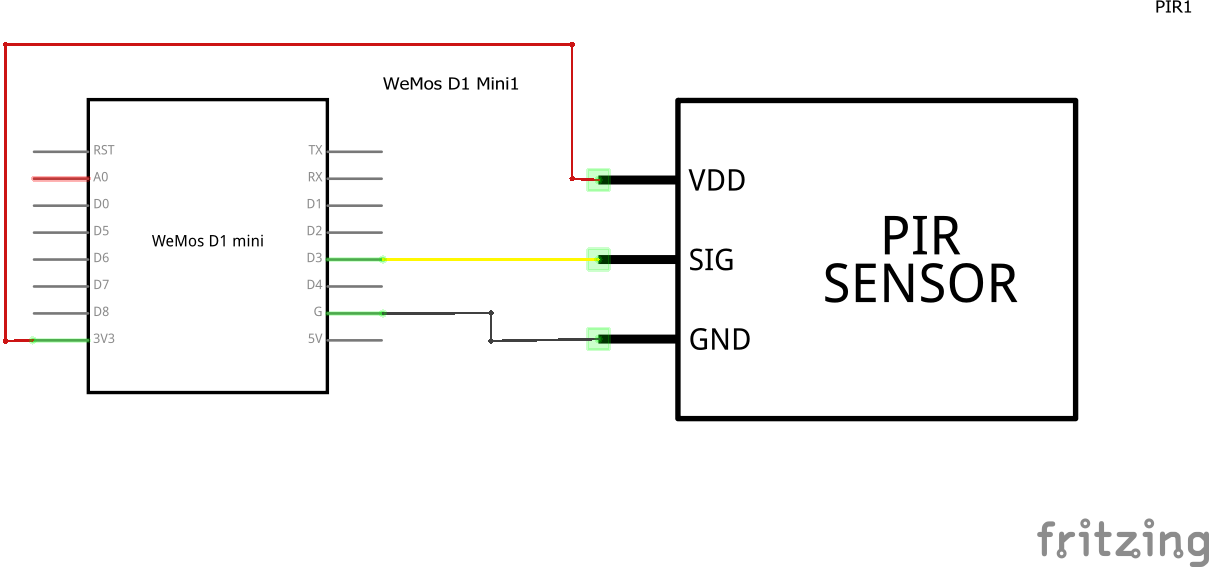 PIR1
WeMos D1 Mini1
RST
TX
A0
RX
D0
D1
D5
D2
WeMos D1 mini
D6
D3
D7
D4
D8
G
3V3
5V
VDD
SIG
GND
PIR
SENSOR
fritzing